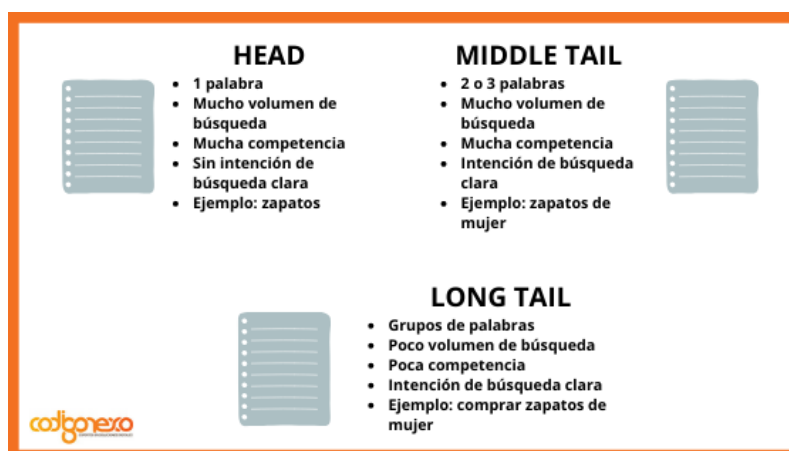 HEAD
• 1 palabra
• Mucho volumen de
búsqueda
• Mucha competencia
• Sin intención de
búsqueda clara
• Ejemplo: zapatos
MIDDLE TAIL
• 2 o 3 palabras
• Mucho volumen de
búsqueda
• Mucha competencia
• Intención de búsqueda
clara
• Ejemplo: zapatos de
mujer
LONG TAIL
• Grupos de palabras
• Poco volumen de búsqueda
• Poca competencia
• Intención de búsqueda clara
• Ejemplo: comprar zapatos de
mujer
codigonexo